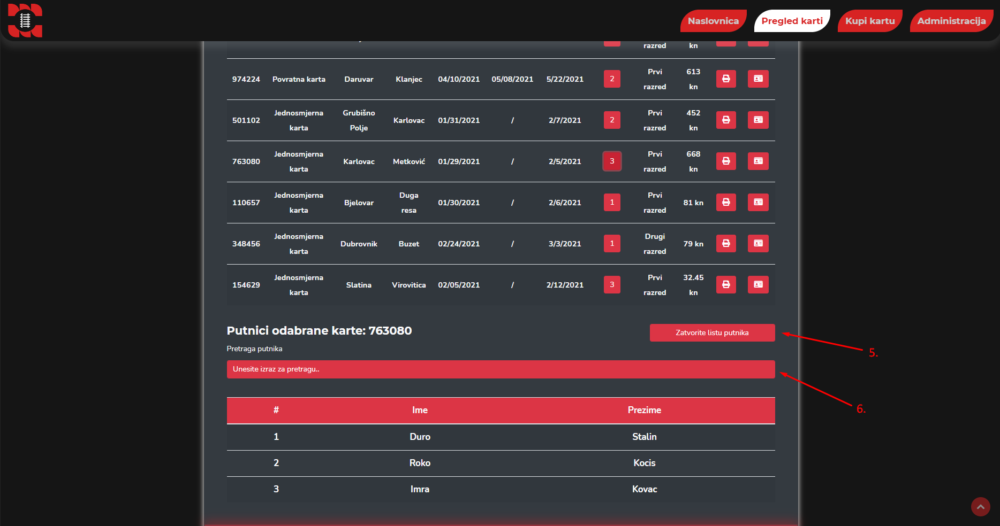 Naslovnica Pregled karti Kupi kartu Administracija
razred kn
974224 Povratna karta Daruvar Klanjec 04/10/2021 05/08/2021 5/22/2021 2 Prvi razred 613 kn
501102 Jednosmjerna karta Grubišno Polje Karlovac 01/31/2021 / 2/7/2021 2 Prvi razred 452 kn
763080 Jednosmjerna karta Karlovac Metković 01/29/2021 / 2/5/2021 3 Prvi razred 668 kn
110657 Jednosmjerna karta Bjelovar Duga resa 01/30/2021 / 2/6/2021 1 Prvi razred 81 kn
348456 Jednosmjerna karta Dubrovnik Buzet 02/24/2021 / 3/3/2021 1 Drugi razred 79 kn
154629 Jednosmjerna karta Slatina Virovitica 02/05/2021 / 2/12/2021 3 Prvi razred 32.45 kn
Putnici odabrane karte: 763080 Zatvorite listu putnika
5.
Pretraga putnika
Unesite izraz za pretragu..
6.
# Ime Prezime
1 Duro Stalin
2 Roko Kocis
3 Imra Kovac